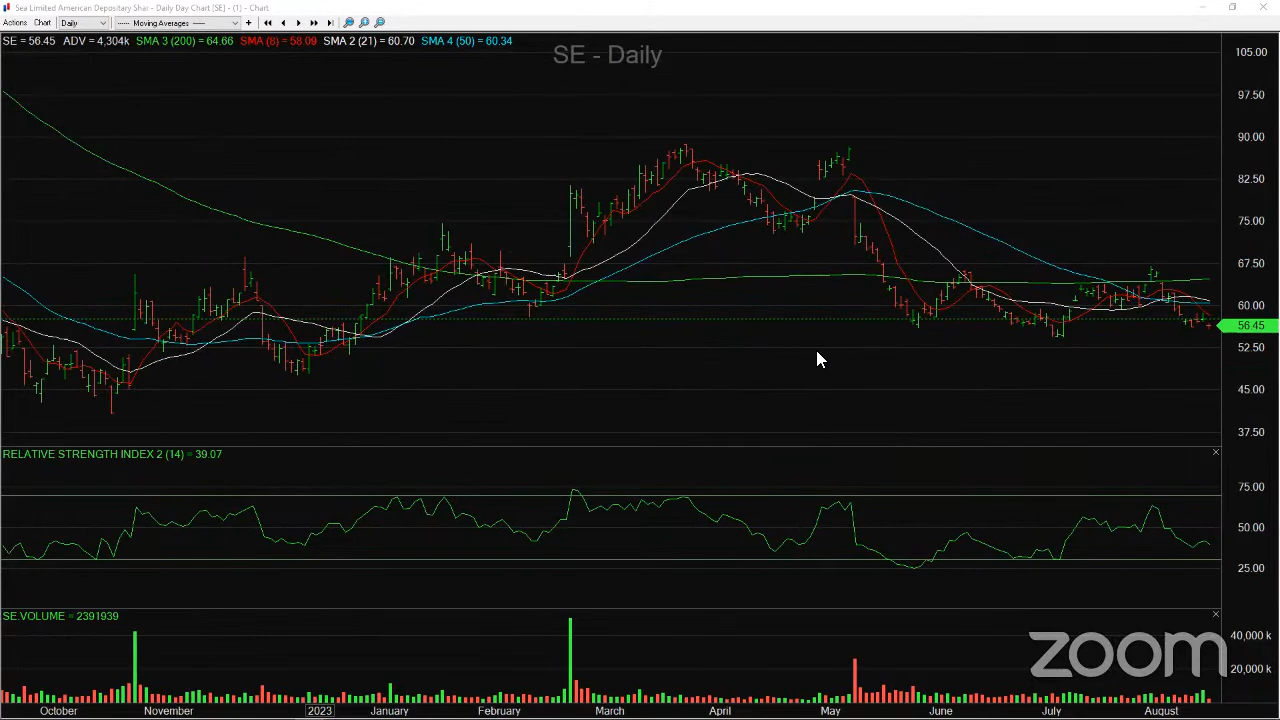 Sea Limited American Depositary Shar - Daily Day Chart [SE] - (1) - Chart
Actions Chart Daily Moving Averages
SE = 56.45 ADV = 4,304k SMA 3 (200) = 64.66 SMA (8) = 58.09 SMA 2 (21) = 60.70 SMA 4 (50) = 60.34
SE - Daily
105.00
97.50
90.00
82.50
75.00
67.50
60.00
56.45
52.50
45.00
37.50
RELATIVE STRENGTH INDEX 2 (14) = 39.07
75.00
50.00
25.00
SE.VOLUME = 2391939
40,000 k
20,000 k
zoom
October November 2023 January February March April May June July August